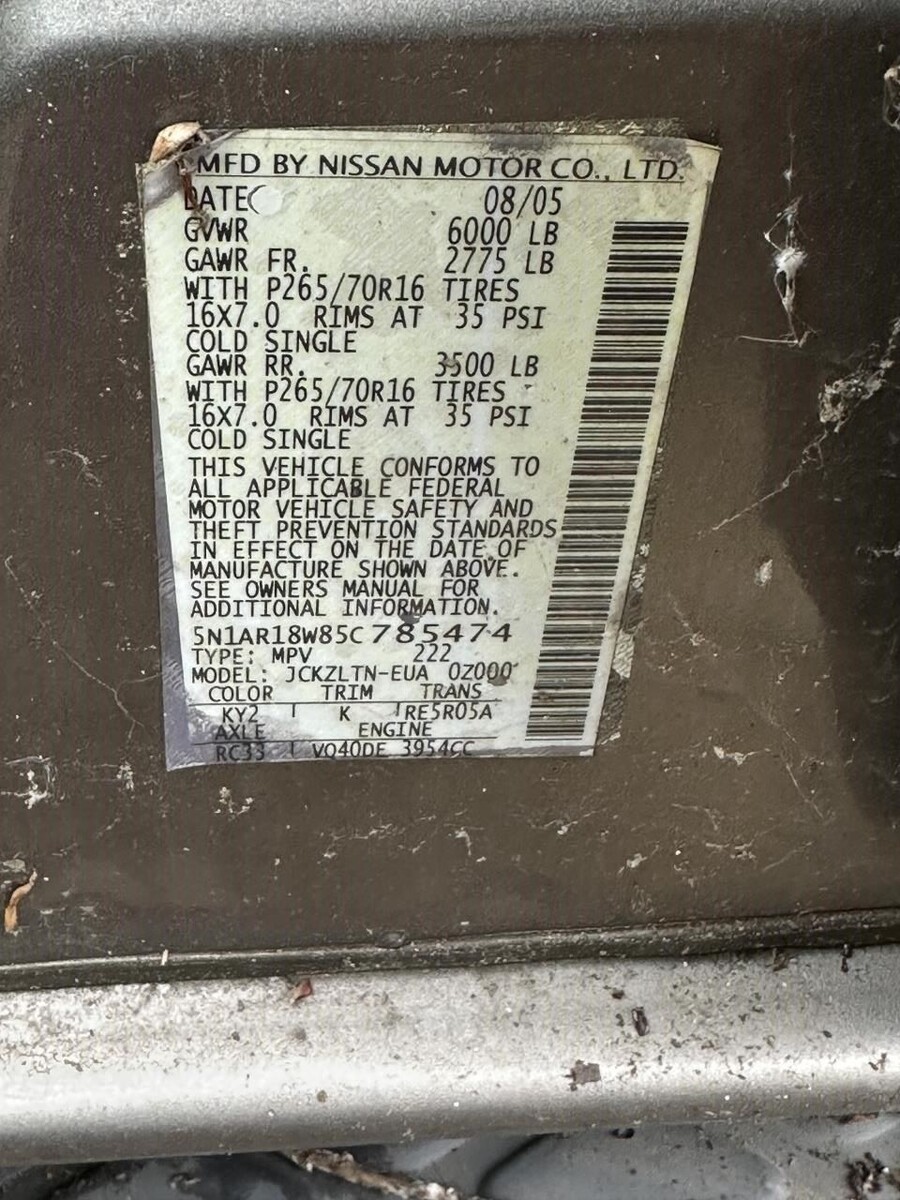 MFD BY NISSAN MOTOR CO., LTD.
DATE 08/05
GVWR 6000 LB
GAWR FR. 2775 LB
WITH P265/70R16 TIRES
16X7.0 RIMS AT 35 PSI
COLD SINGLE
GAWR RR. 3500 LB
WITH P265/70R16 TIRES
16X7.0 RIMS AT 35 PSI
COLD SINGLE
THIS VEHICLE CONFORMS TO
ALL APPLICABLE FEDERAL
MOTOR VEHICLE SAFETY AND
THEFT PREVENTION STANDARDS
IN EFFECT ON THE DATE OF
MANUFACTURE SHOWN ABOVE.
SEE OWNERS MANUAL FOR
ADDITIONAL INFORMATION.
5N1AR18W85C785474
TYPE: MPV 222
MODEL: JCKZLTN-EUA 0Z000
COLOR TRIM TRANS
KY2 K RE5R05A
AXLE ENGINE
RC33 VQ40DE 3954CC